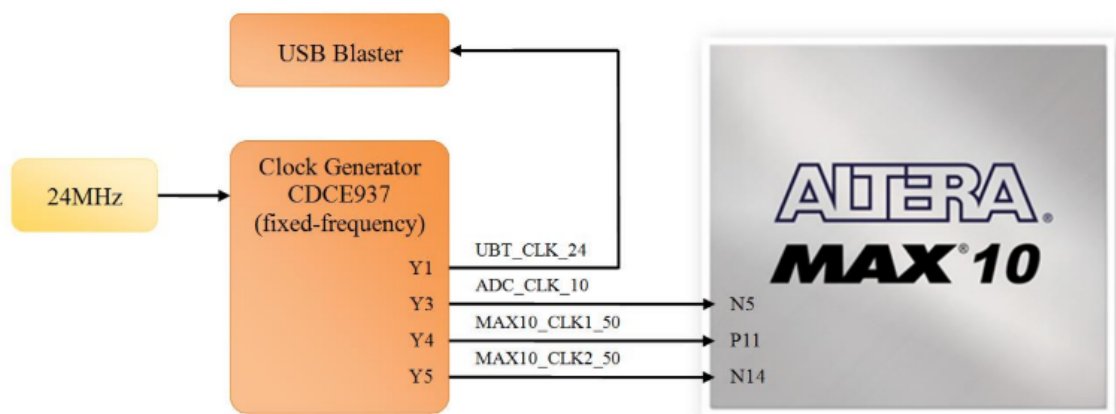 USB Blaster
24MHz
Clock Generator
CDCE937
(fixed-frequency)
Y1
UBT_CLK_24
Y3
ADC_CLK_10
N5
Y4
MAX10_CLK1_50
P11
Y5
MAX10_CLK2_50
N14
ALTERA®
MAX® 10